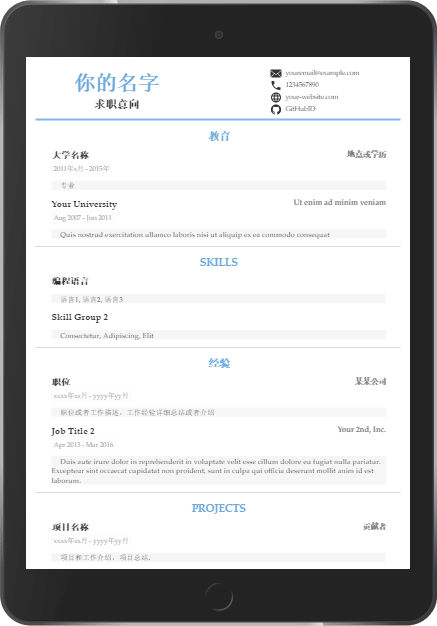 你的名字
求职意向
youremail@example.com
1234567890
your-website.com
GitHubID
教育
大学名称
地点或学历
2011年x月 - 2015年
专业
Your University
Ut enim ad minim veniam
Aug 2007 - Jun 2011
Quis nostrud exercitation ullamco laboris nisi ut aliquip ex ea commodo consequat
SKILLS
编程语言
语言1, 语言2, 语言3
Skill Group 2
Consectetur, Adipiscing, Elit
经验
职位
某某公司
xxxx年xx月 - yyyy年yy月
职位或者工作描述，工作经验详细总结或者介绍
Job Title 2
Your 2nd, Inc.
Apr 2013 - Mar 2016
Duis aute irure dolor in reprehenderit in voluptate velit esse cillum dolore eu fugiat nulla pariatur.
Excepteur sint occaecat cupidatat non proident, sunt in culpa qui officia deserunt mollit anim id est
laborum.
PROJECTS
项目名称
贡献者
xxxx年xx月 - yyyy年yy月
项目和工作介绍，项目总结.